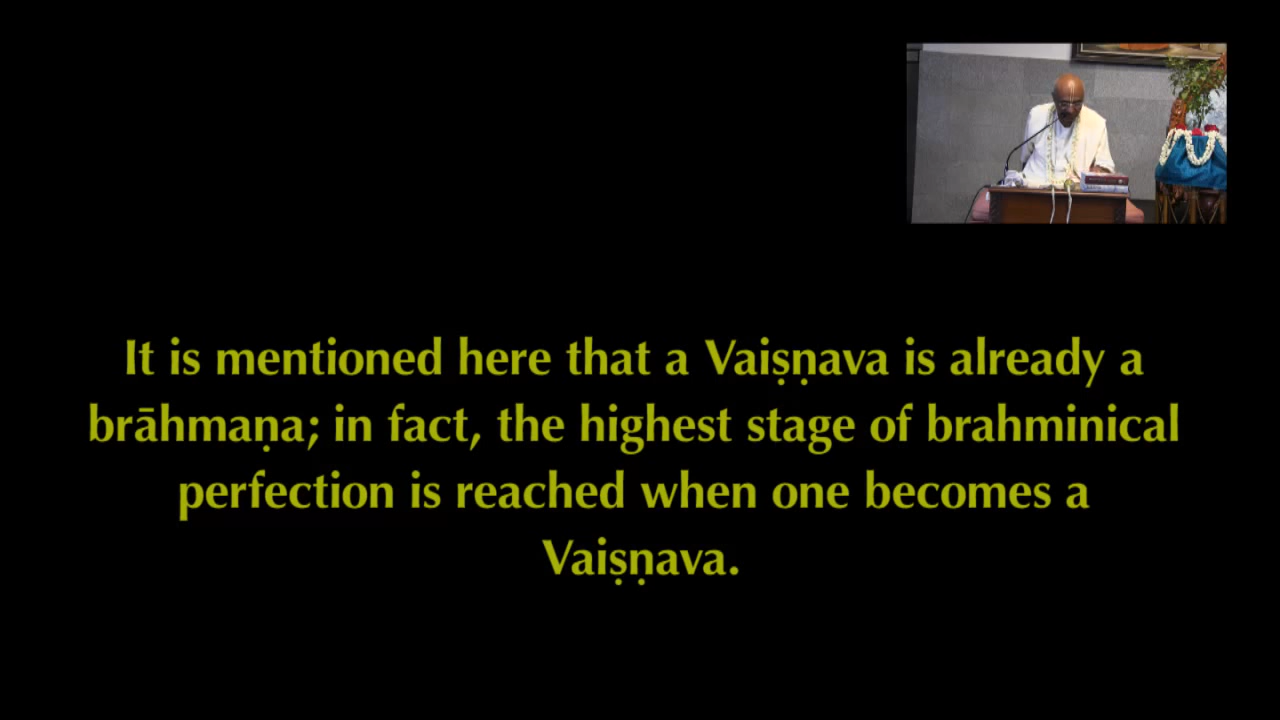 It is mentioned here that a Vaiṣṇava is already a
brāhmaṇa; in fact, the highest stage of brahminical
perfection is reached when one becomes a
Vaiṣṇava.